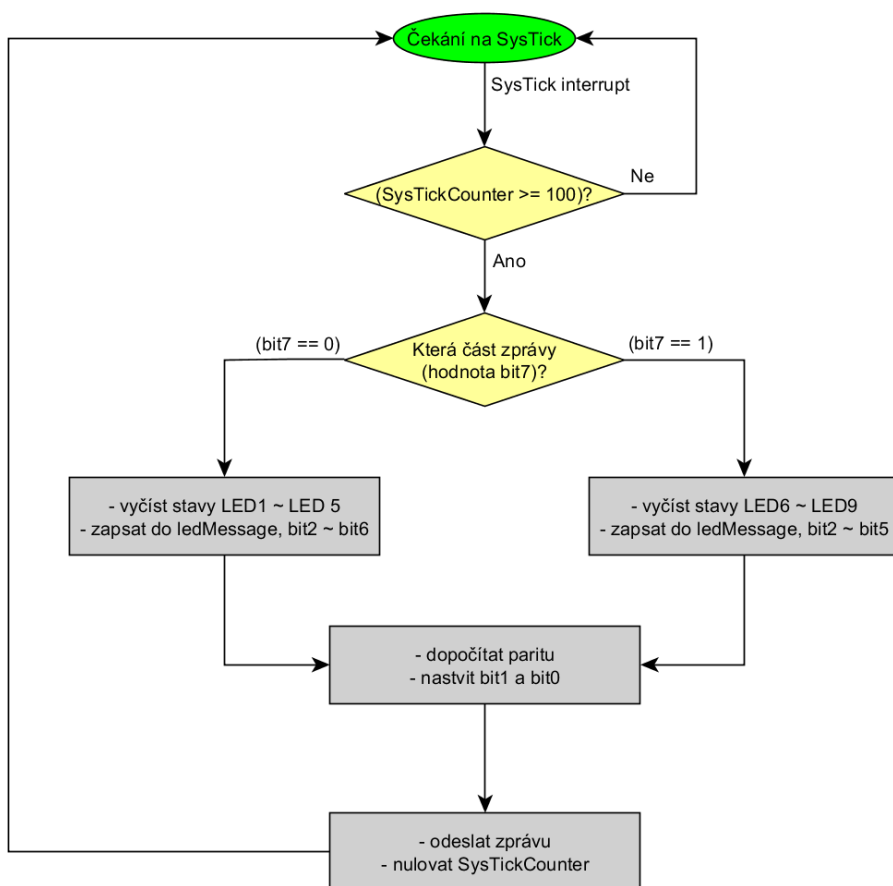 Čekání na SysTick
SysTick interrupt
(SysTickCounter >= 100)?
Ne
Ano
Která část zprávy
(hodnota bit7)?
(bit7 == 0)
(bit7 == 1)
- vyčíst stavy LED1 ~ LED 5
- zapsat do ledMessage, bit2 ~ bit6
- vyčíst stavy LED6 ~ LED9
- zapsat do ledMessage, bit2 ~ bit5
- dopočítat paritu
- nastvit bit1 a bit0
- odeslat zprávu
- nulovat SysTickCounter